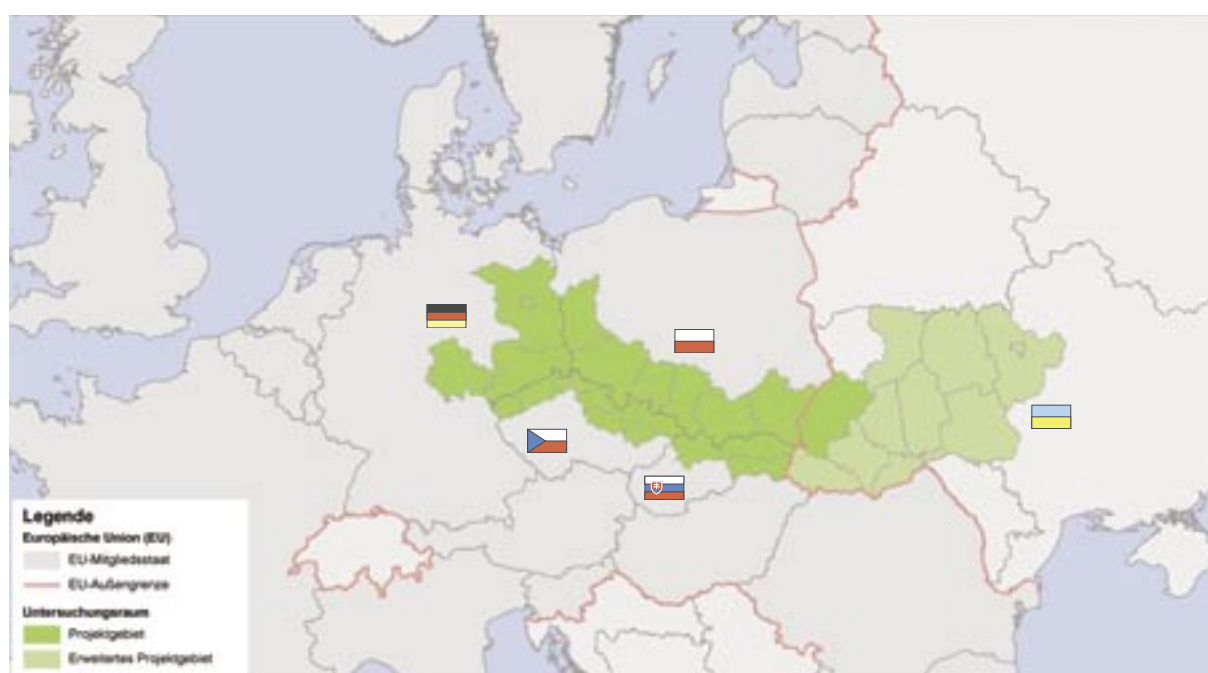 Legende
Europäische Union (EU)
EU-Mitgliedsstaat
EU-Außengrenze
Untersuchungsraum
Projektgebiet
Erweitertes Projektgebiet